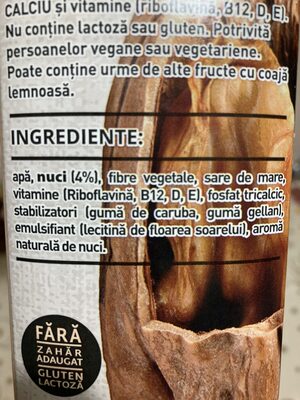 CALCIU și vitamine (riboflavină, B12, D, E).
Nu conține lactoză sau gluten. Potrivită
persoanelor vegane sau vegetariene.
Poate conține urme de alte fructe cu coajă
lemnoasă.
INGREDIENTE:
apă, nuci (4%), fibre vegetale, sare de mare,
vitamine (Riboflavină, B12, D, E), fosfat tricalcic,
stabilizatori (gumă de caruba, gumă gellan),
emulsifiant (lecitină de floarea soarelui), aromă
naturală de nuci.
FĂRĂ
ZAHĂR
ADAUGAT
GLUTEN
LACTOZĂ